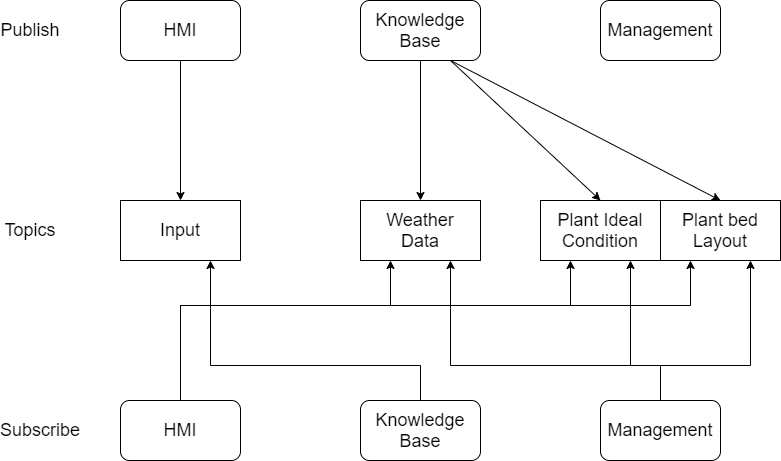 Publish
HMI
Knowledge
Base
Management
Topics
Input
Weather
Data
Plant Ideal
Condition
Plant bed
Layout
Subscribe
HMI
Knowledge
Base
Management